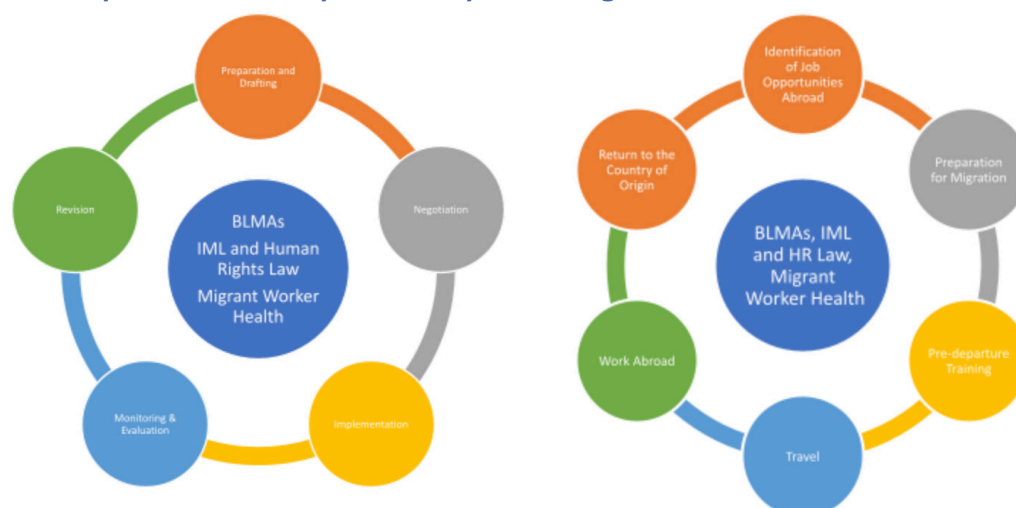 Preparation and
Drafting
Negotiation
Implementation
Monitoring &
Evaluation
Revision
BLMAs
IML and Human
Rights Law
Migrant Worker
Health
Identification
of Job
Opportunities
Abroad
Preparation
for Migration
Pre-departure
Training
Travel
Work Abroad
Return to the
Country of
Origin
BLMAs, IML
and HR Law,
Migrant
Worker Health